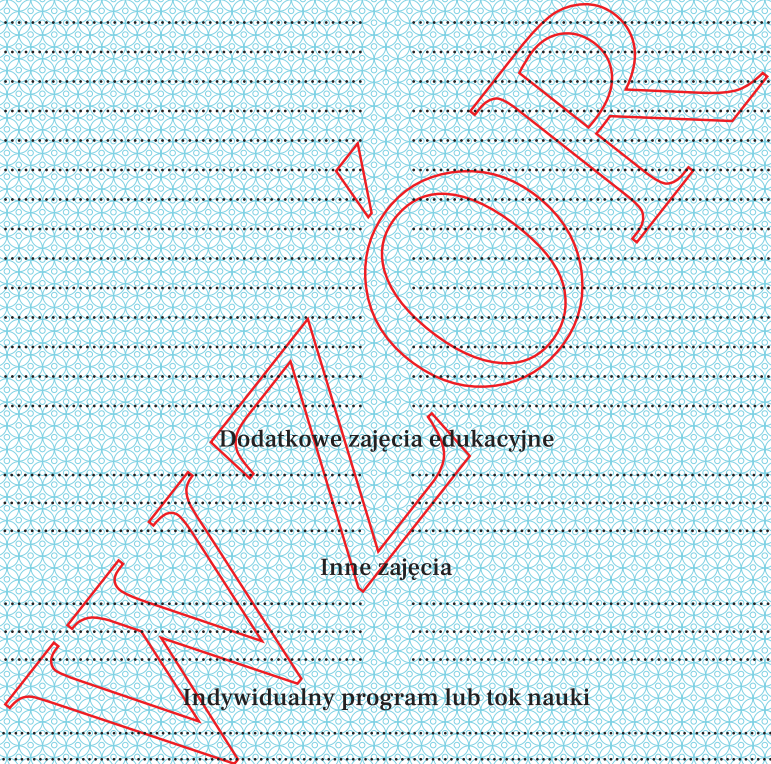 WZÓR
Dodatkowe zajęcia edukacyjne
Inne zajęcia
Indywidualny program lub tok nauki